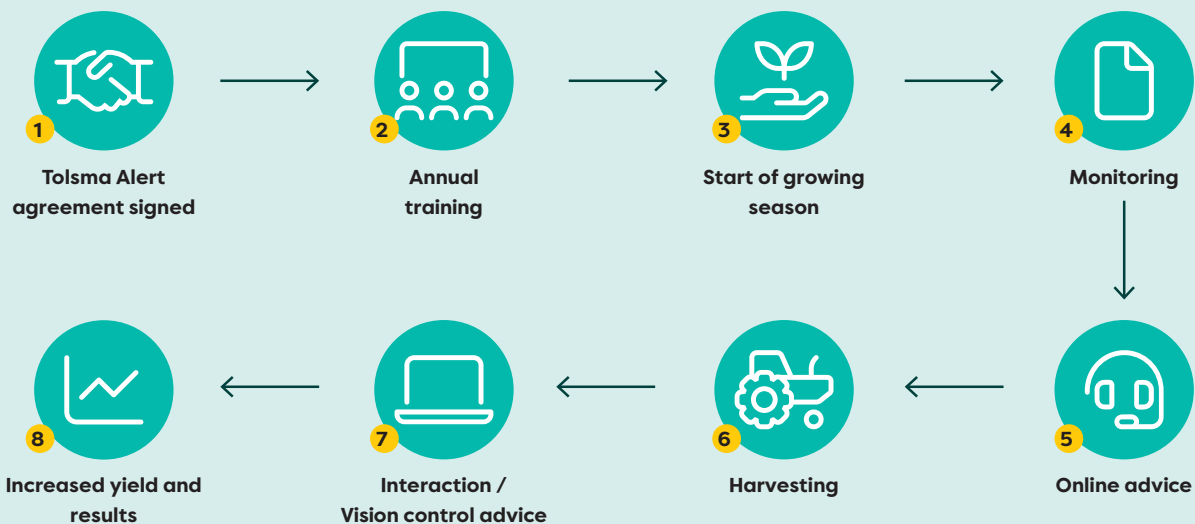 1
Tolsma Alert
agreement signed
2
Annual
training
3
Start of growing
season
4
Monitoring
5
Online advice
6
Harvesting
7
Interaction /
Vision control advice
8
Increased yield and
results